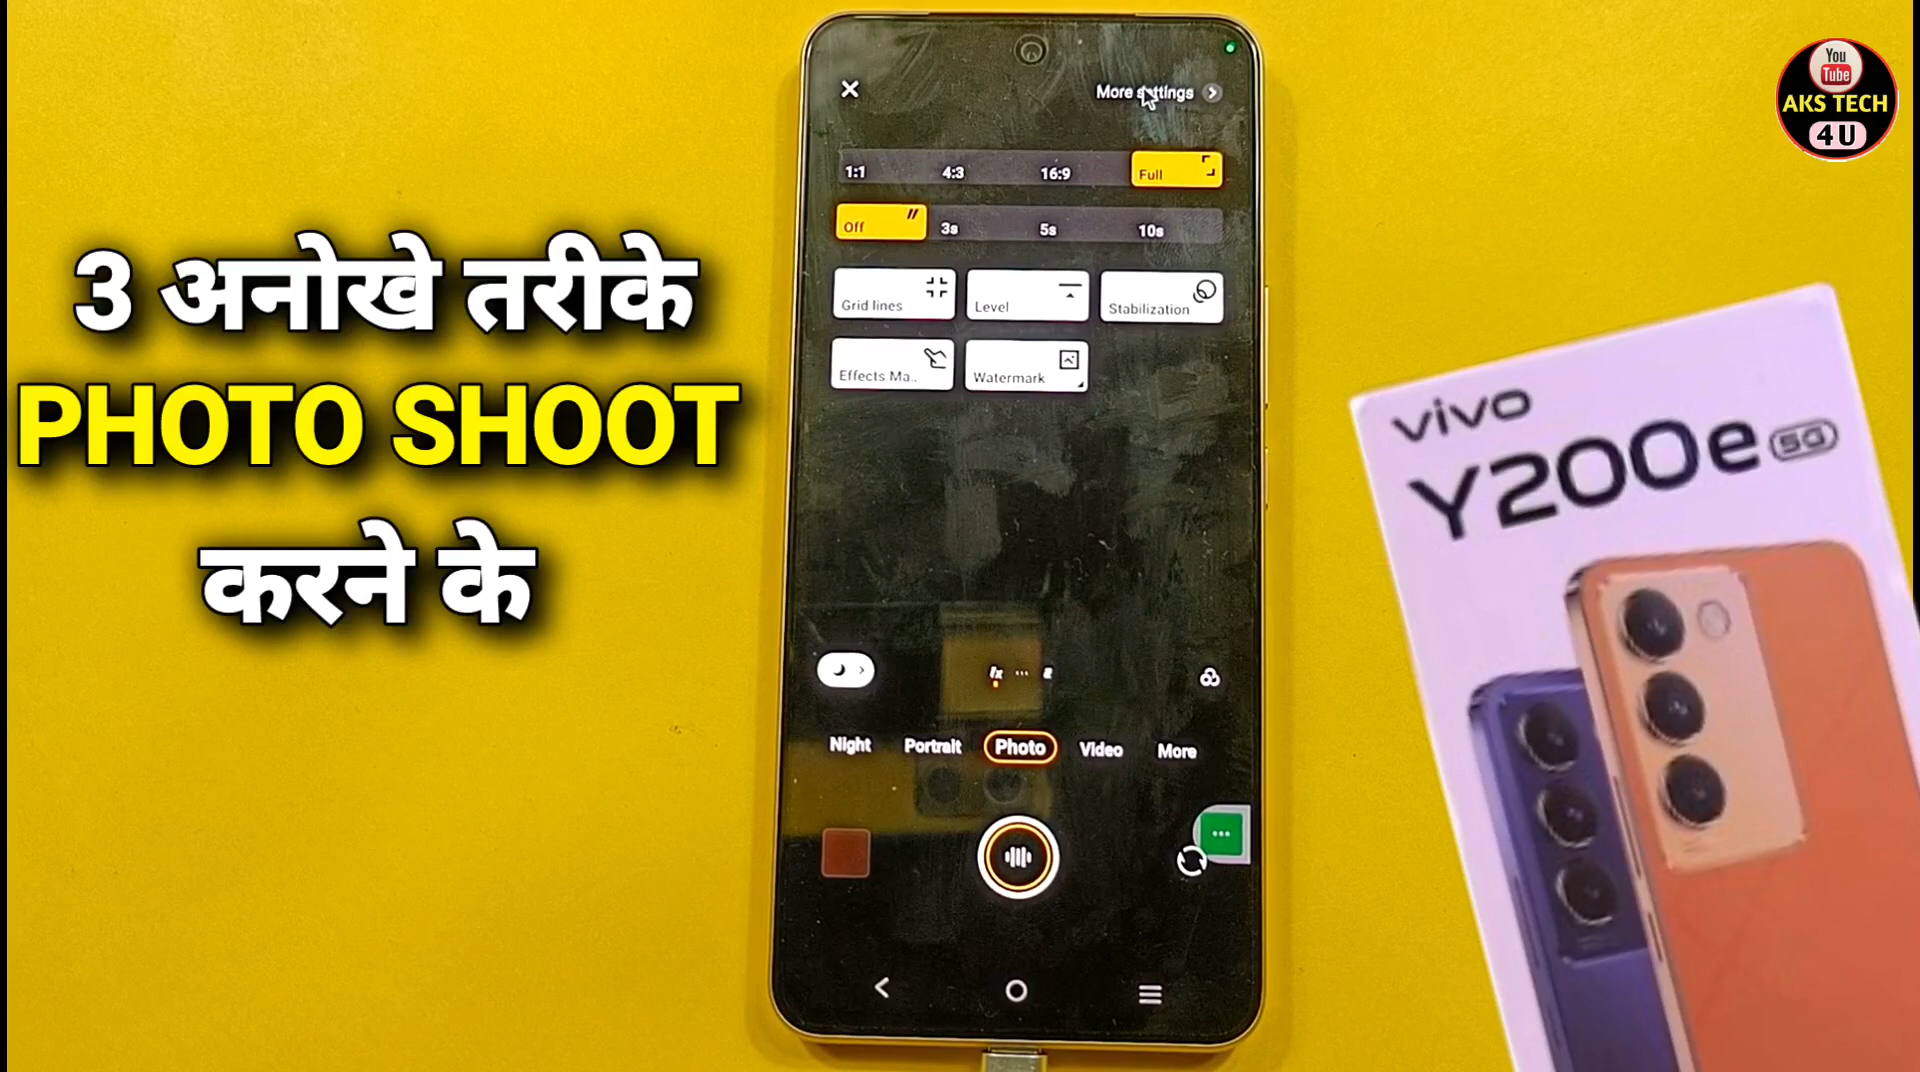 You
Tube
AKS TECH
4U
3 अनोखे तरीके
PHOTO SHOOT
करने के
More settings
1:1 4:3 16:9 Full
Off 3s 5s 10s
Grid lines Level Stabilization
Effects Ma.. Watermark
1x
Night Portrait Photo Video More
vivo
Y200e 5G